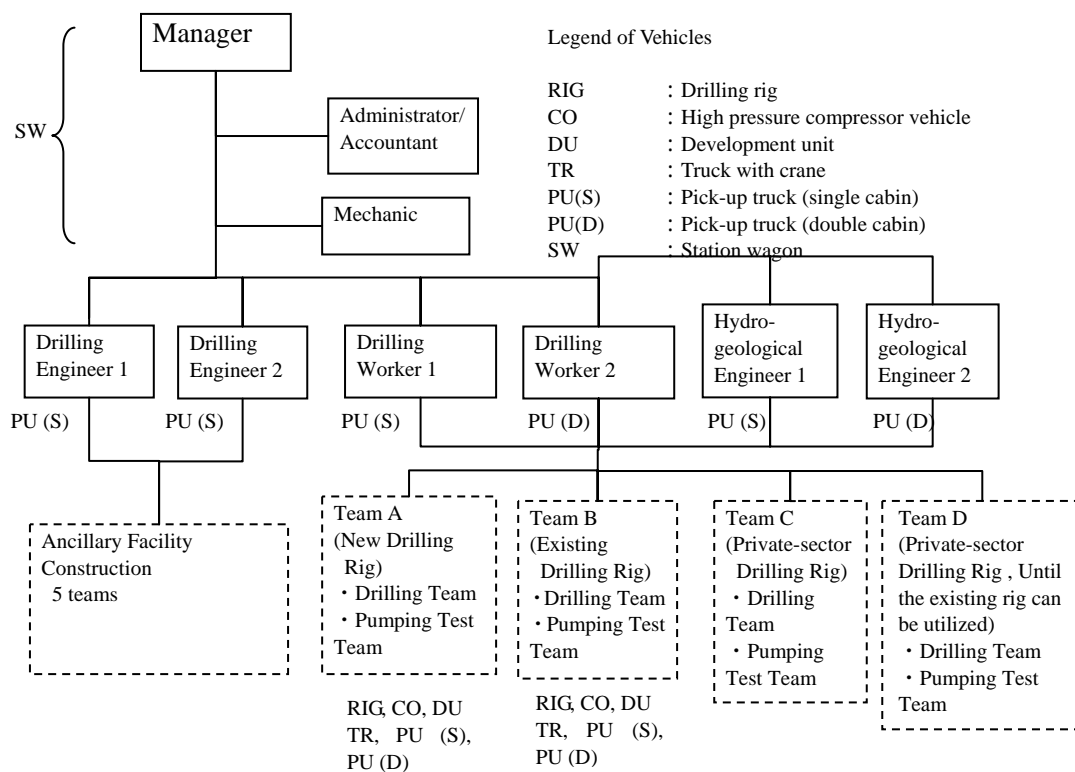 Manager
SW
Administrator/
Accountant
Mechanic
Legend of Vehicles
RIG : Drilling rig
CO : High pressure compressor vehicle
DU : Development unit
TR : Truck with crane
PU(S) : Pick-up truck (single cabin)
PU(D) : Pick-up truck (double cabin)
SW : Station wagon
Drilling
Engineer 1
PU (S)
Drilling
Engineer 2
PU (S)
Drilling
Worker 1
PU (S)
Drilling
Worker 2
PU (D)
Hydro-
geological
Engineer 1
PU (S)
Hydro-
geological
Engineer 2
PU (D)
Ancillary Facility
Construction
5 teams
Team A
(New Drilling
Rig)
・Drilling Team
・Pumping Test
Team
RIG, CO, DU
TR, PU (S),
PU (D)
Team B
(Existing
Drilling Rig)
・Drilling Team
・Pumping Test
Team
RIG, CO, DU
TR, PU (S),
PU (D)
Team C
(Private-sector
Drilling Rig)
・Drilling
Team
・Pumping
Test Team
Team D
(Private-sector
Drilling Rig , Until
the existing rig can
be utilized)
・Drilling Team
・Pumping Test
Team